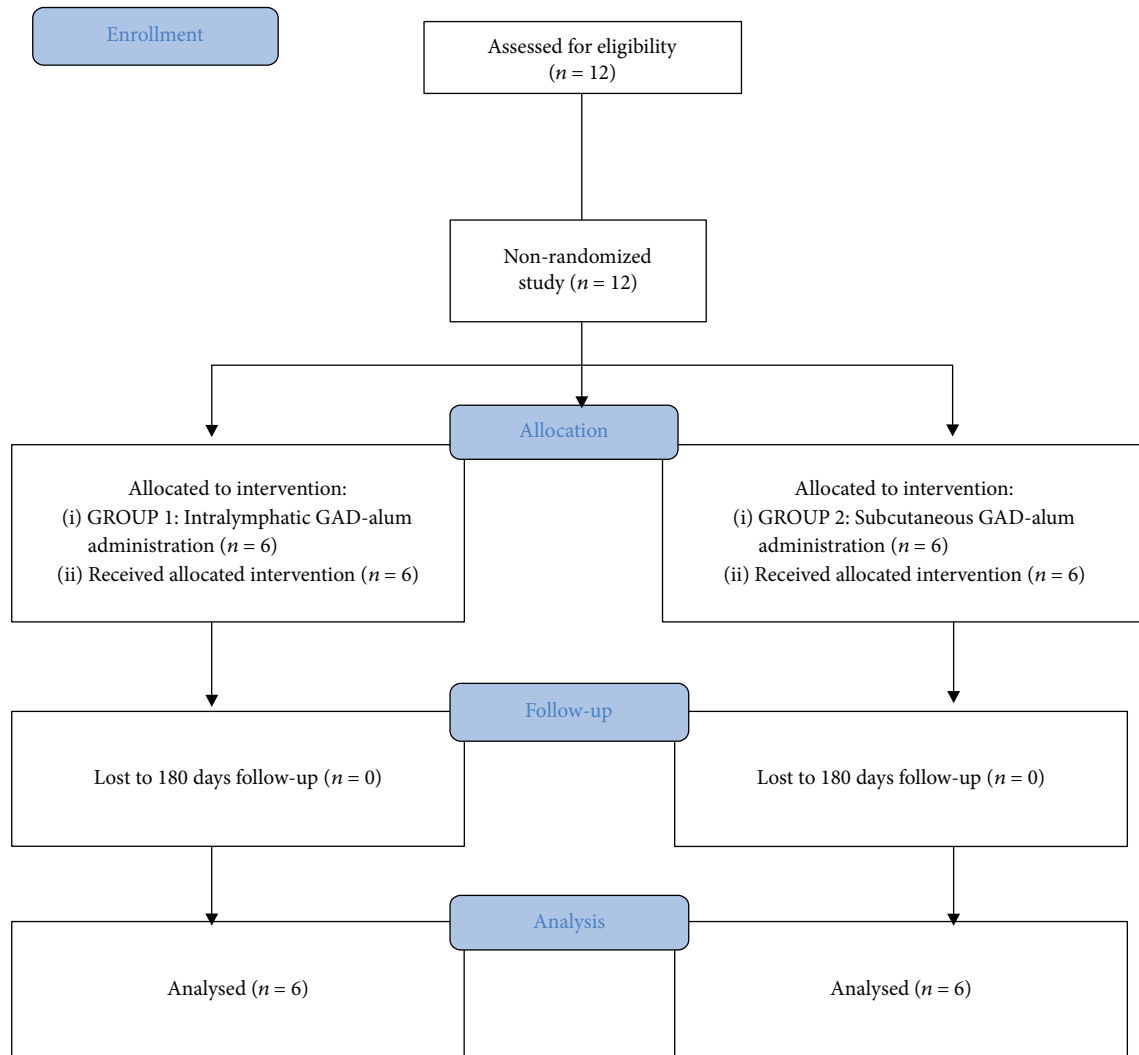 Enrollment
Assessed for eligibility
(n = 12)
Non-randomized
study (n = 12)
Allocation
Allocated to intervention:
(i) GROUP 1: Intralymphatic GAD-alum
administration (n = 6)
(ii) Received allocated intervention (n = 6)
Allocated to intervention:
(i) GROUP 2: Subcutaneous GAD-alum
administration (n = 6)
(ii) Received allocated intervention (n = 6)
Follow-up
Lost to 180 days follow-up (n = 0)
Lost to 180 days follow-up (n = 0)
Analysis
Analysed (n = 6)
Analysed (n = 6)